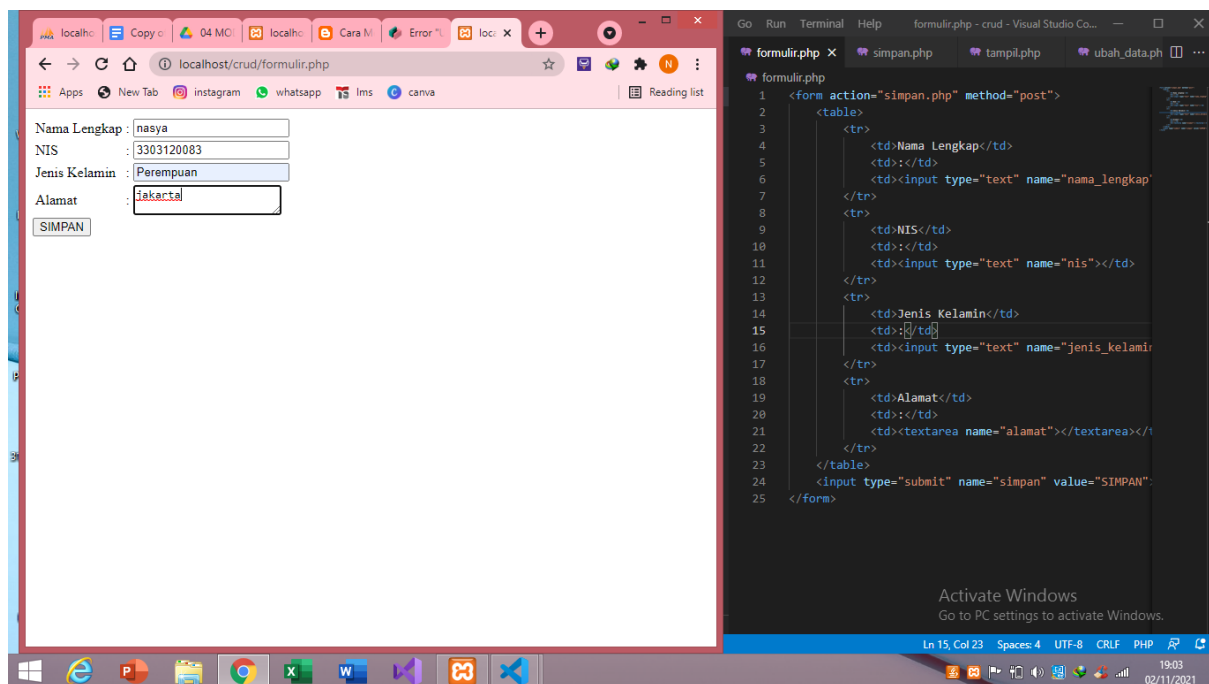 localho Copy o 04 MO localho Cara M Error "U loca
localhost/crud/formulir.php
Apps New Tab instagram whatsapp lms canva Reading list
Nama Lengkap : nasya
NIS : 3303120083
Jenis Kelamin : Perempuan
Alamat : jakarta
SIMPAN
Go Run Terminal Help formulir.php - crud - Visual Studio Co...
formulir.php simpan.php tampil.php ubah_data.ph
formulir.php
1 <form action="simpan.php" method="post">
2 <table>
3 <tr>
4 <td>Nama Lengkap</td>
5 <td>:</td>
6 <td><input type="text" name="nama_lengkap"
7 </tr>
8 <tr>
9 <td>NIS</td>
10 <td>:</td>
11 <td><input type="text" name="nis"></td>
12 </tr>
13 <tr>
14 <td>Jenis Kelamin</td>
15 <td>:</td>
16 <td><input type="text" name="jenis_kelamin
17 </tr>
18 <tr>
19 <td>Alamat</td>
20 <td>:</td>
21 <td><textarea name="alamat"></textarea></t
22 </tr>
23 </table>
24 <input type="submit" name="simpan" value="SIMPAN">
25 </form>
Activate Windows
Go to PC settings to activate Windows.
Ln 15, Col 23 Spaces: 4 UTF-8 CRLF PHP
19:03
02/11/2021